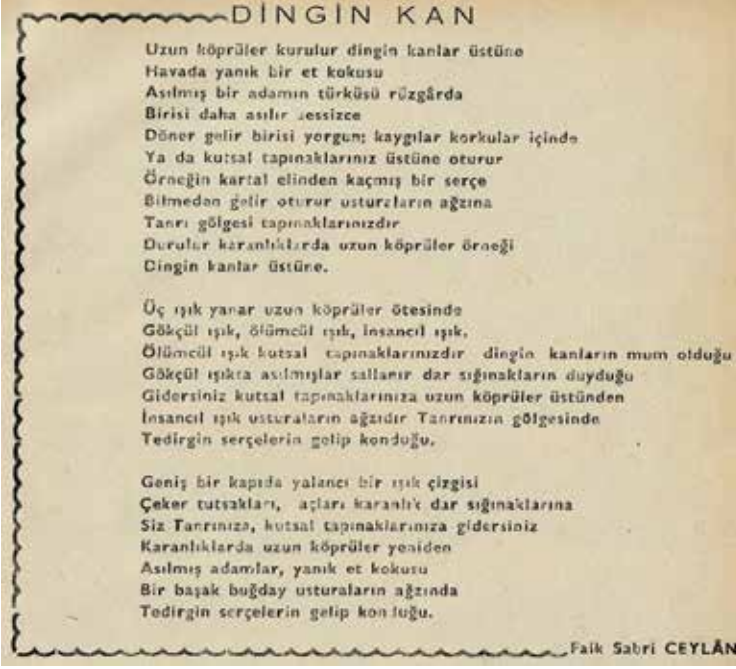 DİNGİN KAN
Uzun köprüler kurulur dingin kanlar üstüne
Havada yanık bir et kokusu
Asılmış bir adamın türküsü rüzgârda
Birisi daha asılır sessizce
Döner gelir birisi yorgun; kaygılar korkular içinde
Ya da kutsal tapınaklarınız üstüne oturur
Örneğin kartal elinden kaçmış bir serçe
Bilmeden gelir oturur usturaların ağzına
Tanrı gölgesi tapınaklarınızdır
Durulur karanlıklarda uzun köprüler örneği
Dingin kanlar üstüne.
Üç ışık yanar uzun köprüler ötesinde
Gökçül ışık, ölümcül ışık, insancıl ışık.
Ölümcül ışık kutsal tapınaklarınızdır dingin kanların mum olduğu
Gökçül ışıkta asılmışlar sallanır dar sığınakların duyduğu
Gidersiniz kutsal tapınaklarınıza uzun köprüler üstünden
İnsancıl ışık usturaların ağzıdır Tanrınızın gölgesinde
Tedirgin serçelerin gelip konduğu.
Geniş bir kapıda yalancı bir ışık çizgisi
Çeker tutsakları, açları karanlık dar sığınaklarına
Siz Tanrınıza, kutsal tapınaklarınıza gidersiniz
Karanlıklarda uzun köprüler yeniden
Asılmış adamlar, yanık et kokusu
Bir başak buğday usturaların ağzında
Tedirgin serçelerin gelip konduğu.
Faik Sabri CEYLÂN